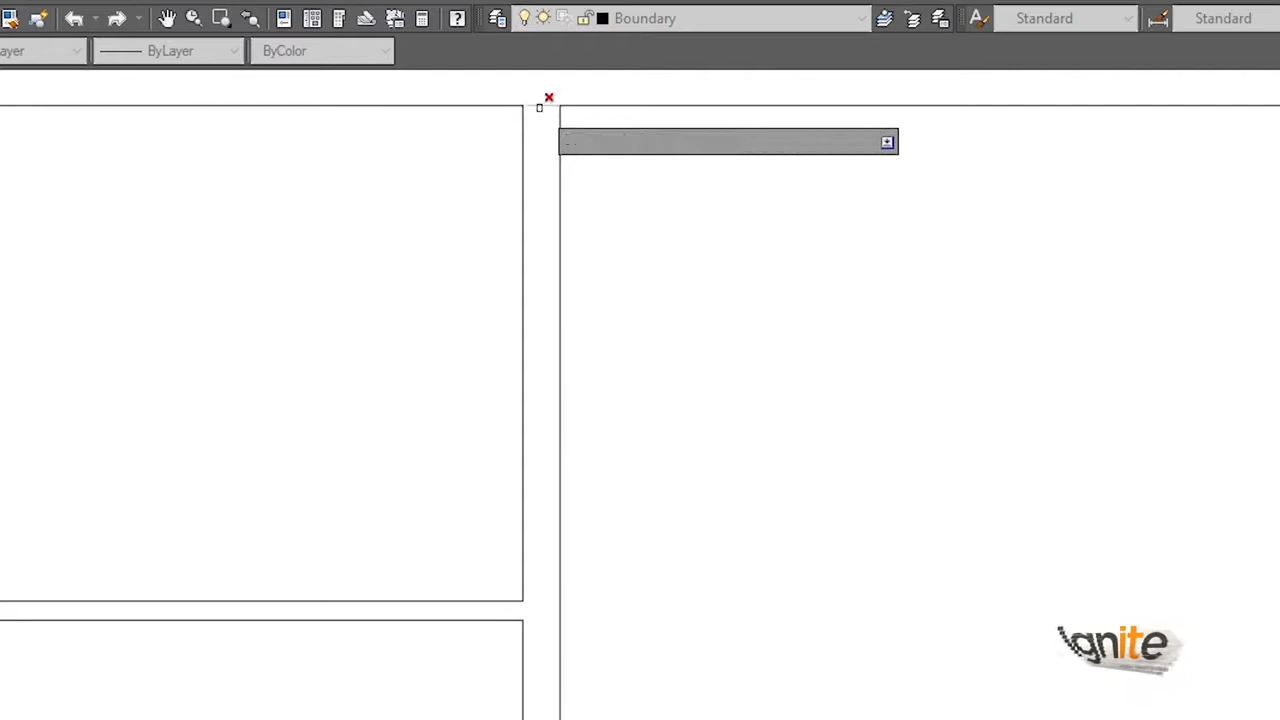 Boundary
Standard
Standard
ayer
ByLayer
ByColor
ignite